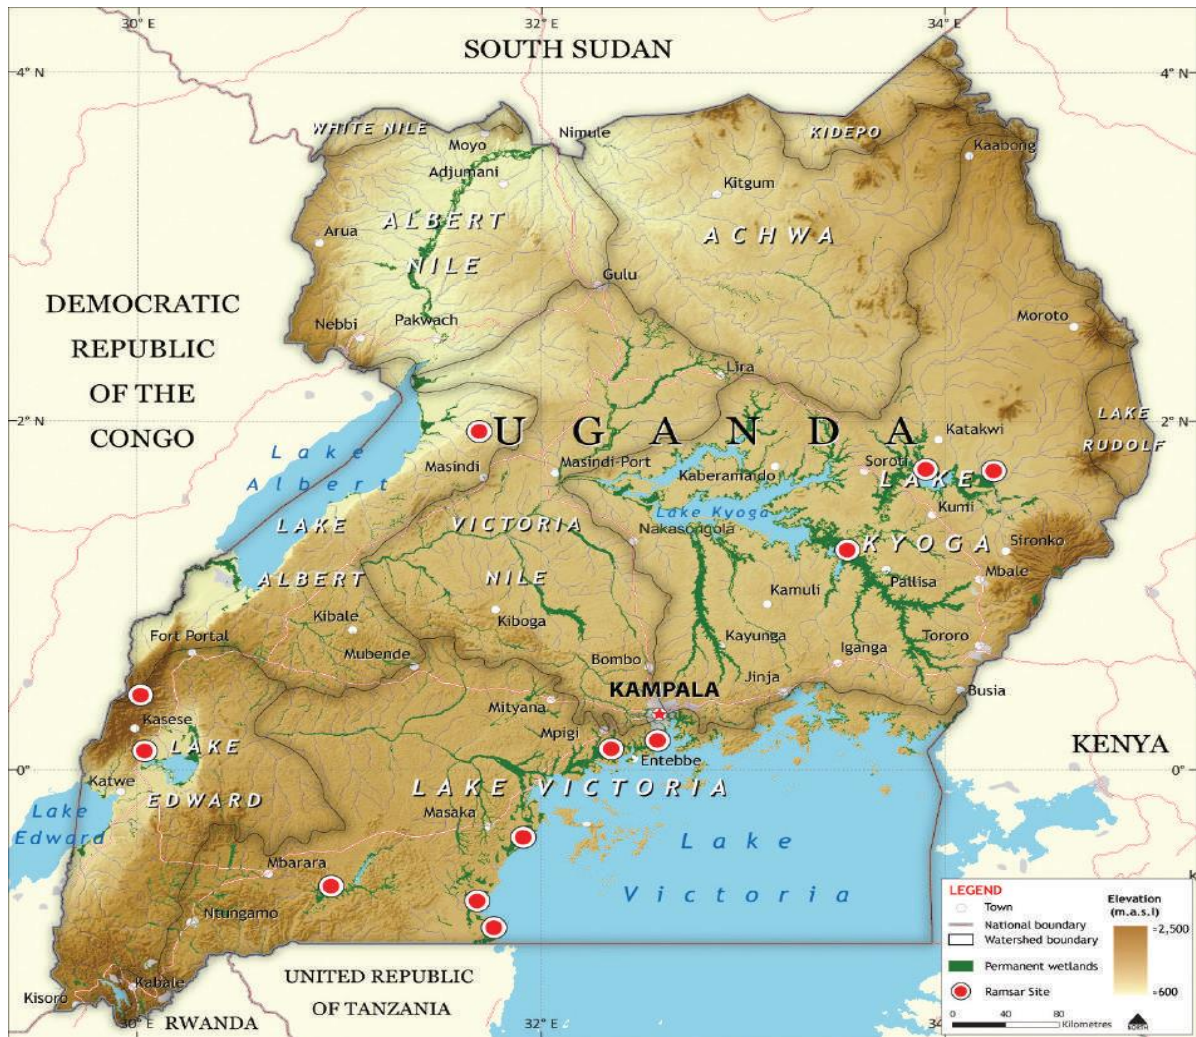 30° E
32° E
34° E
SOUTH SUDAN
4° N
4° N
WHITE NILE
Moyo
Nimule
KIDEPO
Kaabong
Adjumani
Kitgum
ALBERT
NILE
ACHWA
Arua
Gulu
DEMOCRATIC
REPUBLIC
OF THE
CONGO
Nebbi
Pakwach
Moroto
Lira
2° N
2° N
UGANDA
LAKE
RUDOLF
Katakwi
Lake
Albert
Masindi
Masindi-Port
Kaberamaido
Soroti
LAKE
KYOGA
Lake Kyoga
Kumi
LAKE
ALBERT
VICTORIA
NILE
Nakasongola
Sironko
Pallisa
Mbale
Kamuli
Kibale
Kiboga
Fort Portal
Mubende
Kayunga
Iganga
Tororo
Bombo
Jinja
Busia
KAMPALA
Mityana
Mpigi
Entebbe
Kasese
LAKE
EDWARD
KENYA
0°
0°
Katwe
LAKE VICTORIA
Lake
Edward
Masaka
Lake
Victoria
Mbarara
Ntungamo
Kabale
Kisoro
UNITED REPUBLIC
OF TANZANIA
RWANDA
30° E
32° E
34
LEGEND
Town
National boundary
Watershed boundary
Permanent wetlands
Ramsar Site
0 40 80
Kilometres
NORTH
Elevation
(m.a.s.l)
≈2,500
≈600